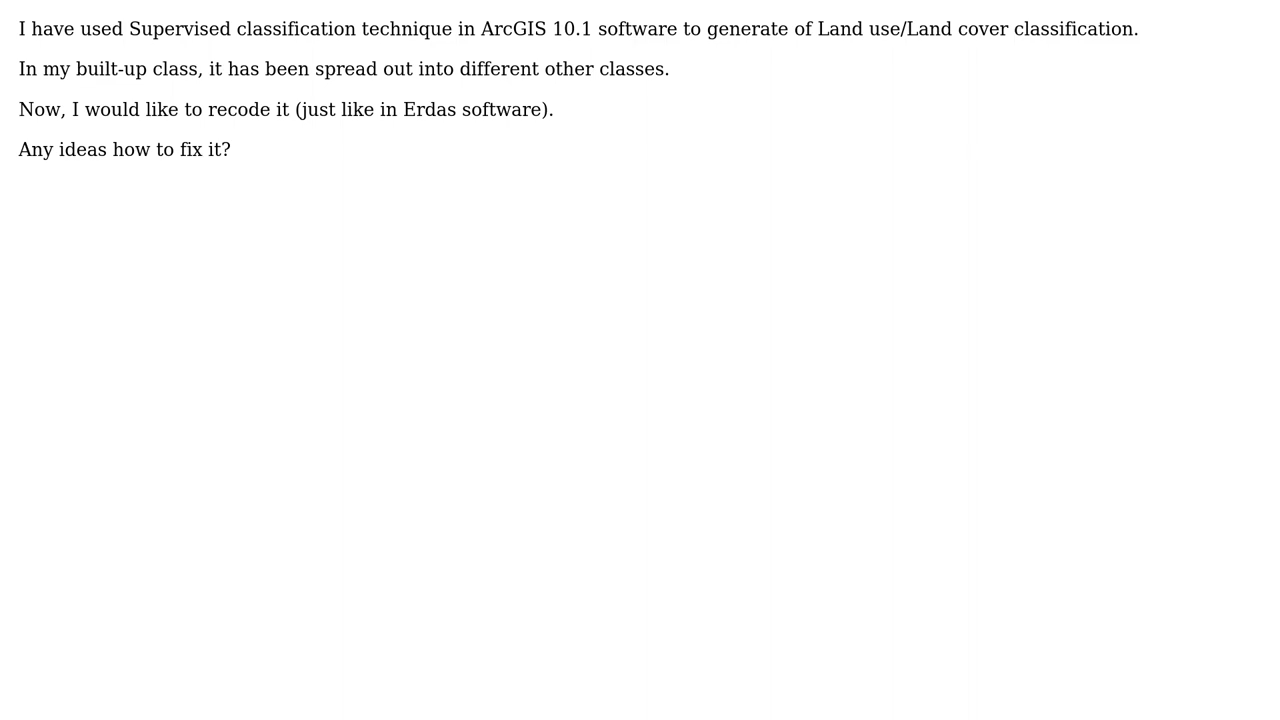 I have used Supervised classification technique in ArcGIS 10.1 software to generate of Land use/Land cover classification.
In my built-up class, it has been spread out into different other classes.
Now, I would like to recode it (just like in Erdas software).
Any ideas how to fix it?